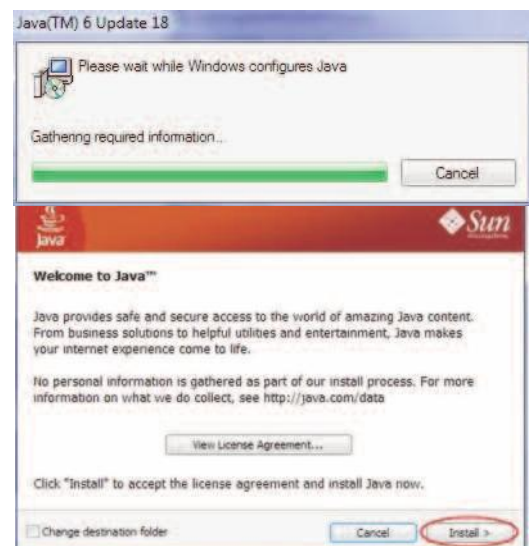 Java(TM) 6 Update 18
Please wait while Windows configures Java
Gathering required information...
Cancel
Java
Sun
Welcome to Java™
Java provides safe and secure access to the world of amazing Java content.
From business solutions to helpful utilities and entertainment, Java makes
your internet experience come to life.
No personal information is gathered as part of our install process. For more
information on what we do collect, see http://java.com/data
View License Agreement...
Click "Install" to accept the license agreement and install Java now.
Change destination folder
Cancel
Install >